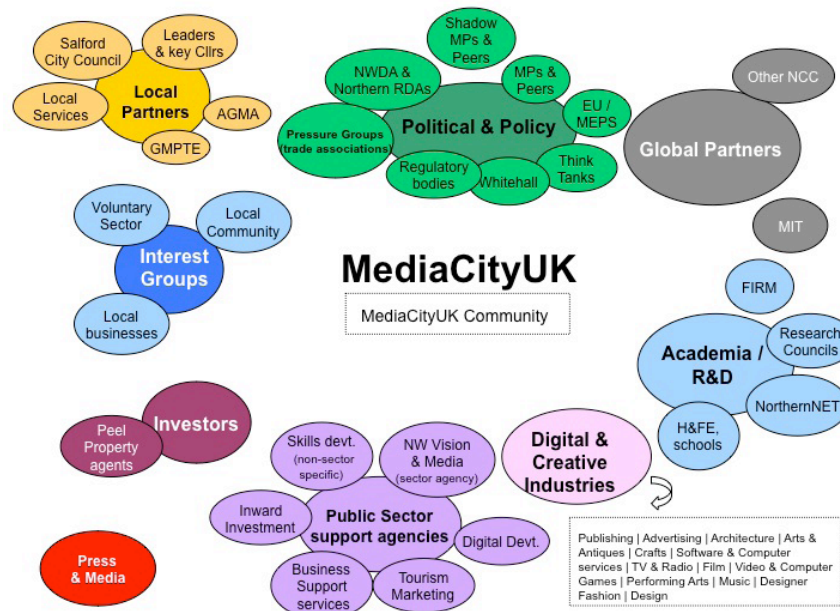 Salford
City Council
Leaders
& key Cllrs
Local
Partners
Local
Services
AGMA
GMPTE
Shadow
MPs &
Peers
NWDA &
Northern RDAs
MPs &
Peers
Pressure Groups
(trade associations)
Political & Policy
EU /
MEPS
Regulatory
bodies
Whitehall
Think
Tanks
Other NCC
Global Partners
MIT
Voluntary
Sector
Local
Community
Interest
Groups
Local
businesses
MediaCityUK
MediaCityUK Community
FIRM
Academia /
R&D
Research
Councils
NorthernNET
H&FE,
schools
Investors
Peel
Property
agents
Skills devt.
(non-sector
specific)
NW Vision
& Media
(sector agency)
Inward
Investment
Public Sector
support agencies
Digital Devt.
Business
Support
services
Tourism
Marketing
Digital &
Creative
Industries
Press
& Media
Publishing | Advertising | Architecture | Arts &
Antiques | Crafts | Software & Computer
services | TV & Radio | Film | Video & Computer
Games | Performing Arts | Music | Designer
Fashion | Design